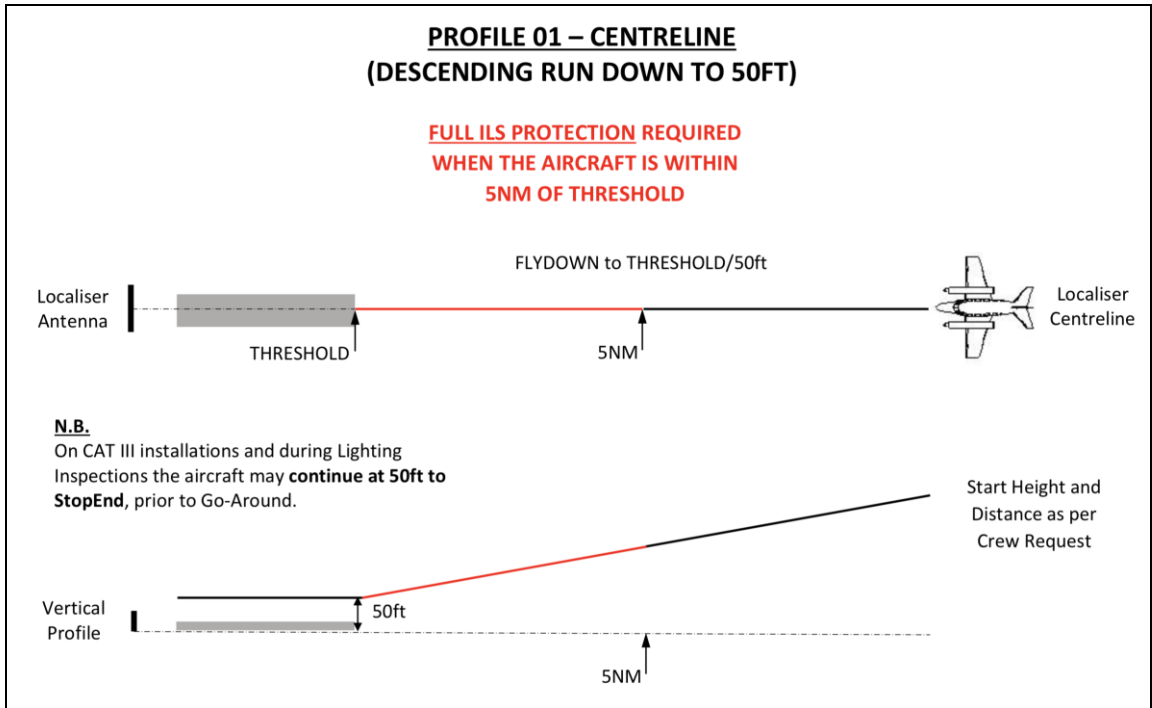 PROFILE 01 – CENTRELINE
(DESCENDING RUN DOWN TO 50FT)
FULL ILS PROTECTION REQUIRED
WHEN THE AIRCRAFT IS WITHIN
5NM OF THRESHOLD
FLYDOWN to THRESHOLD/50ft
Localiser
Antenna
Localiser
Centreline
THRESHOLD
5NM
N.B.
On CAT III installations and during Lighting
Inspections the aircraft may continue at 50ft to
StopEnd, prior to Go-Around.
Start Height and
Distance as per
Crew Request
Vertical
Profile
50ft
5NM